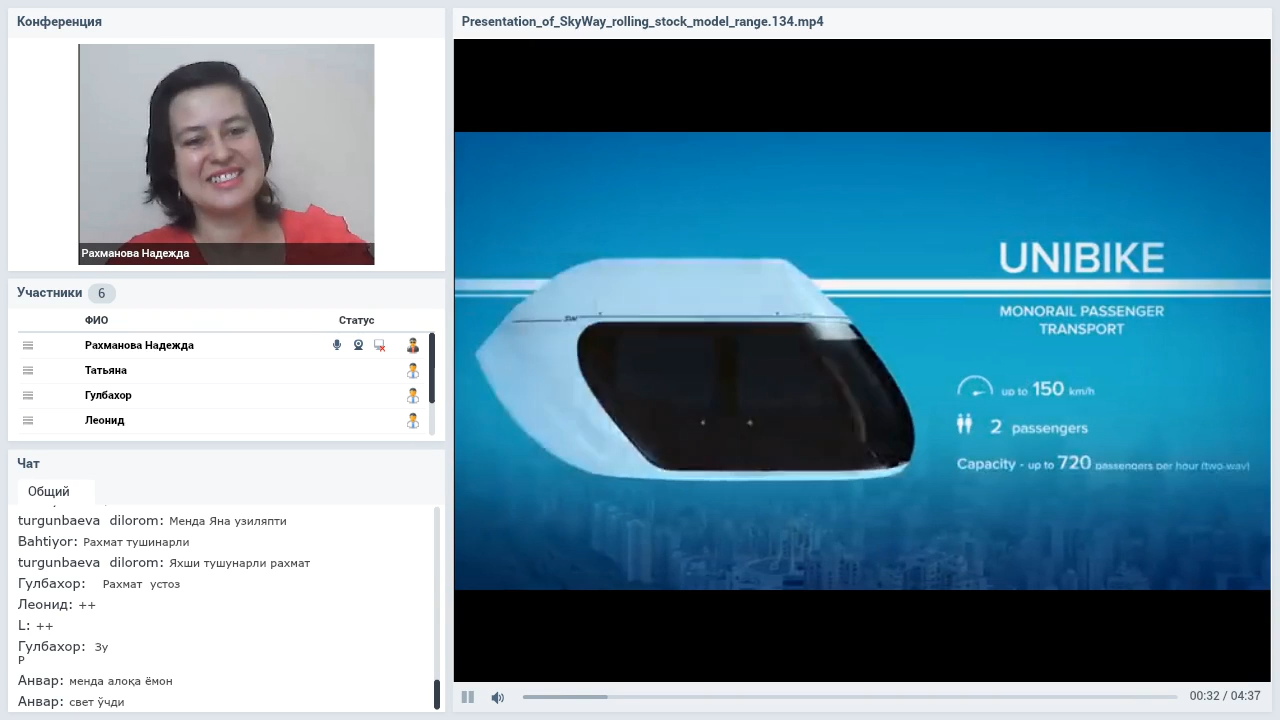 Конференция
Рахманова Надежда
Участники 6
ФИО Статус
Рахманова Надежда
Татьяна
Гулбахор
Леонид
Чат
Общий
turgunbaeva dilorom: Менда Яна узиляпти
Bahtiyor: Рахмат тушинарли
turgunbaeva dilorom: Яхши тушунарли рахмат
Гулбахор: Рахмат устоз
Леонид: ++
L: ++
Гулбахор: Зу
Р
Анвар: менда алоқа ёмон
Анвар: свет ўчди
Presentation_of_SkyWay_rolling_stock_model_range.134.mp4
UNIBIKE
MONORAIL PASSENGER
TRANSPORT
up to 150 km/h
2 passengers
Capacity - up to 720 passengers per hour (two-way)
00:32 / 04:37